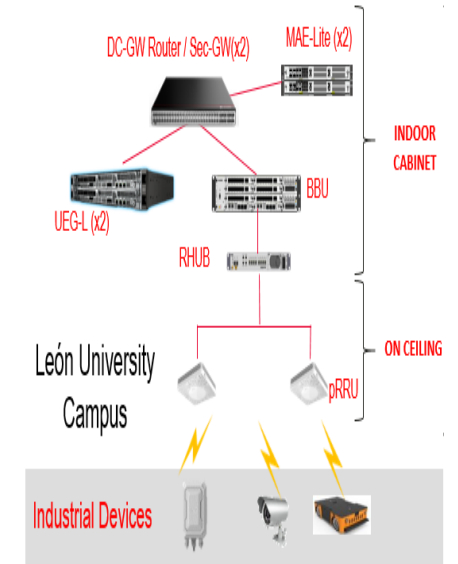 DC-GW Router / Sec-GW(x2)
MAE-Lite (x2)
INDOOR
CABINET
UEG-L (x2)
BBU
RHUB
ON CEILING
León University
Campus
pRRU
Industrial Devices